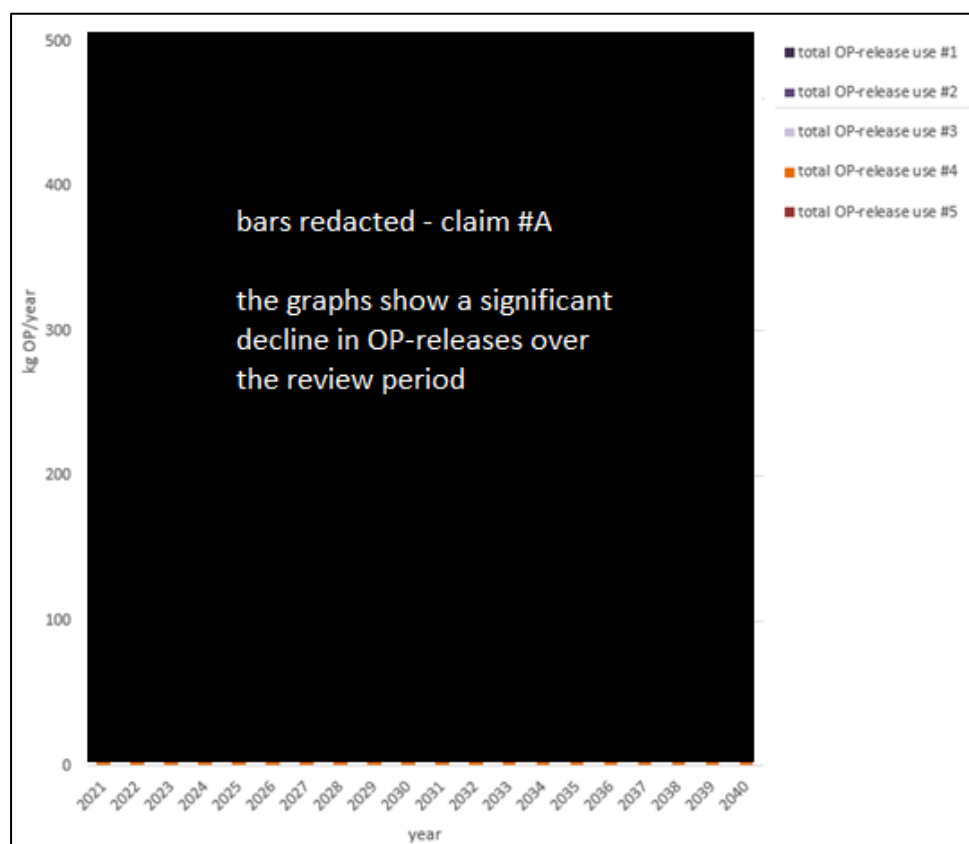 500
400
300
200
100
0
kg OP/year
bars redacted - claim #A
the graphs show a significant
decline in OP-releases over
the review period
2021
2022
2023
2024
2025
2026
2027
2028
2029
2030
2031
2032
2033
2034
2035
2036
2037
2038
2039
2040
year
total OP-release use #1
total OP-release use #2
total OP-release use #3
total OP-release use #4
total OP-release use #5